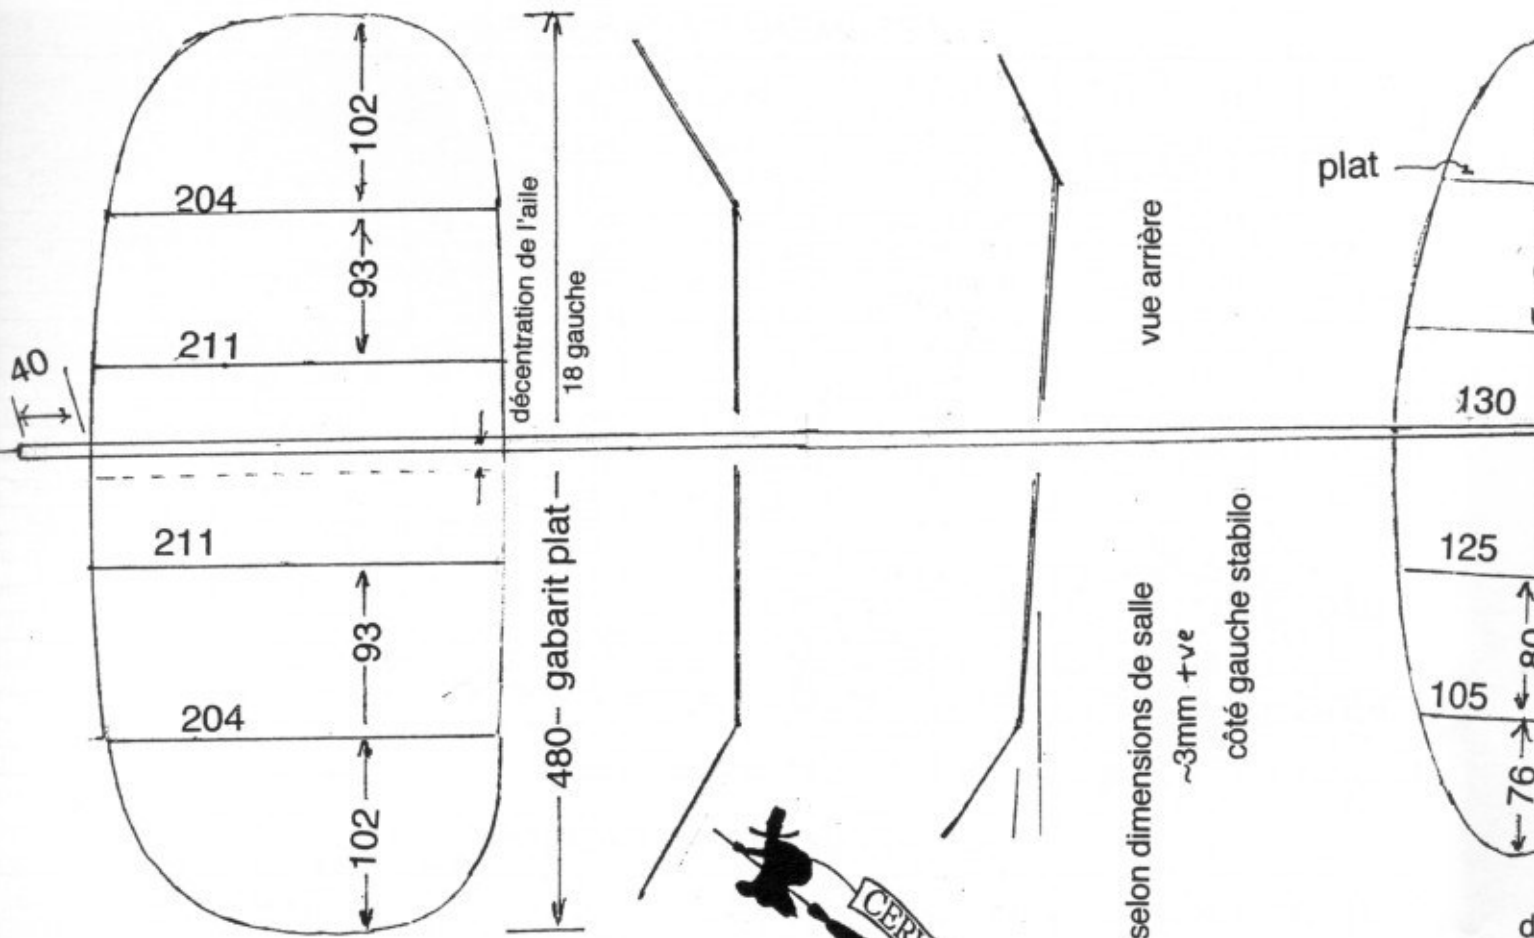 102
204
93
211
40
211
93
204
102
décentration de l'aile
18 gauche
480- gabarit plat
vue arrière
selon dimensions de salle
~3mm +ve
côté gauche stabilo
plat
130
125
80
105
76